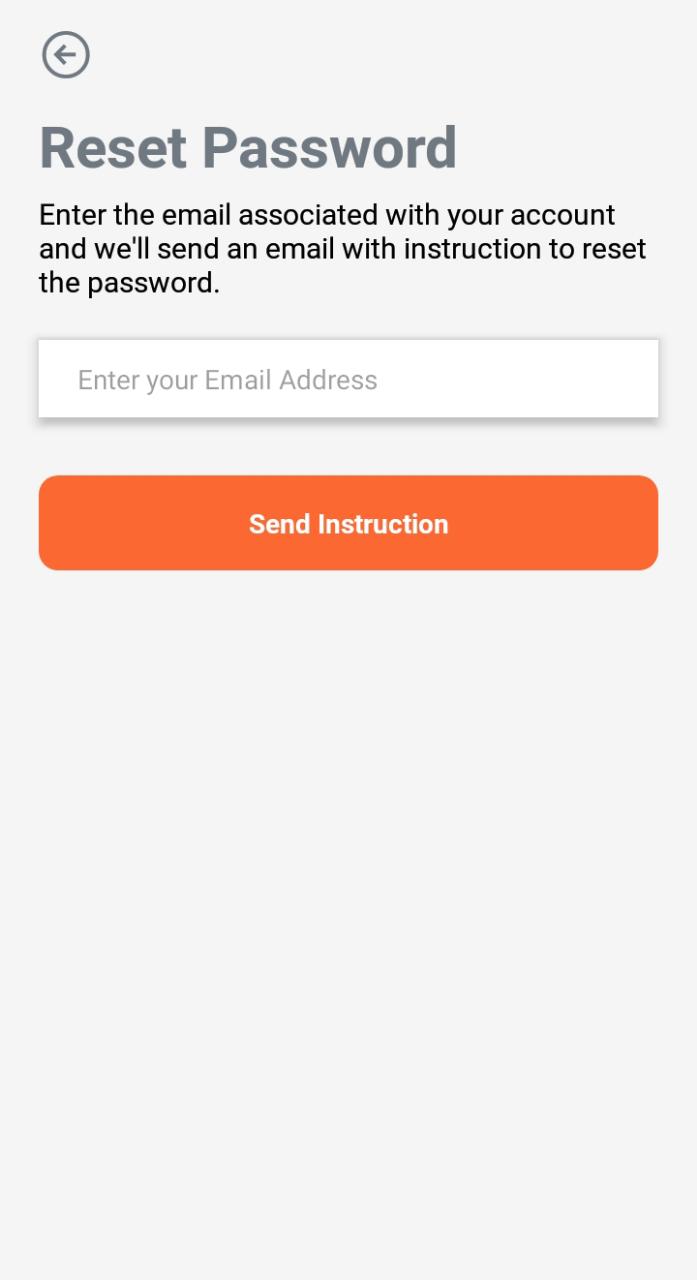 Reset Password
Enter the email associated with your account
and we'll send an email with instruction to reset
the password.
Enter your Email Address
Send Instruction